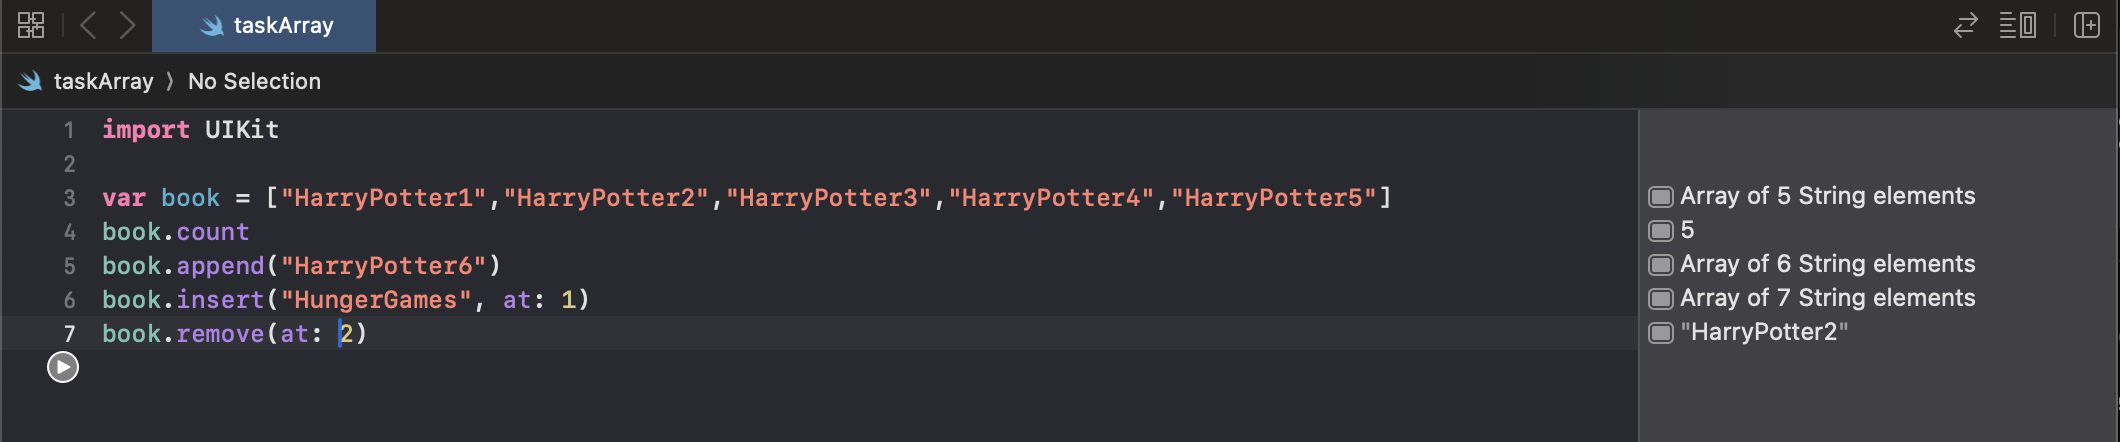 taskArray
taskArray 〉 No Selection
1 import UIKit
2
3 var book = ["HarryPotter1","HarryPotter2","HarryPotter3","HarryPotter4","HarryPotter5"]
Array of 5 String elements
4 book.count
5
5 book.append("HarryPotter6")
Array of 6 String elements
6 book.insert("HungerGames", at: 1)
Array of 7 String elements
7 book.remove(at: 2)
"HarryPotter2"